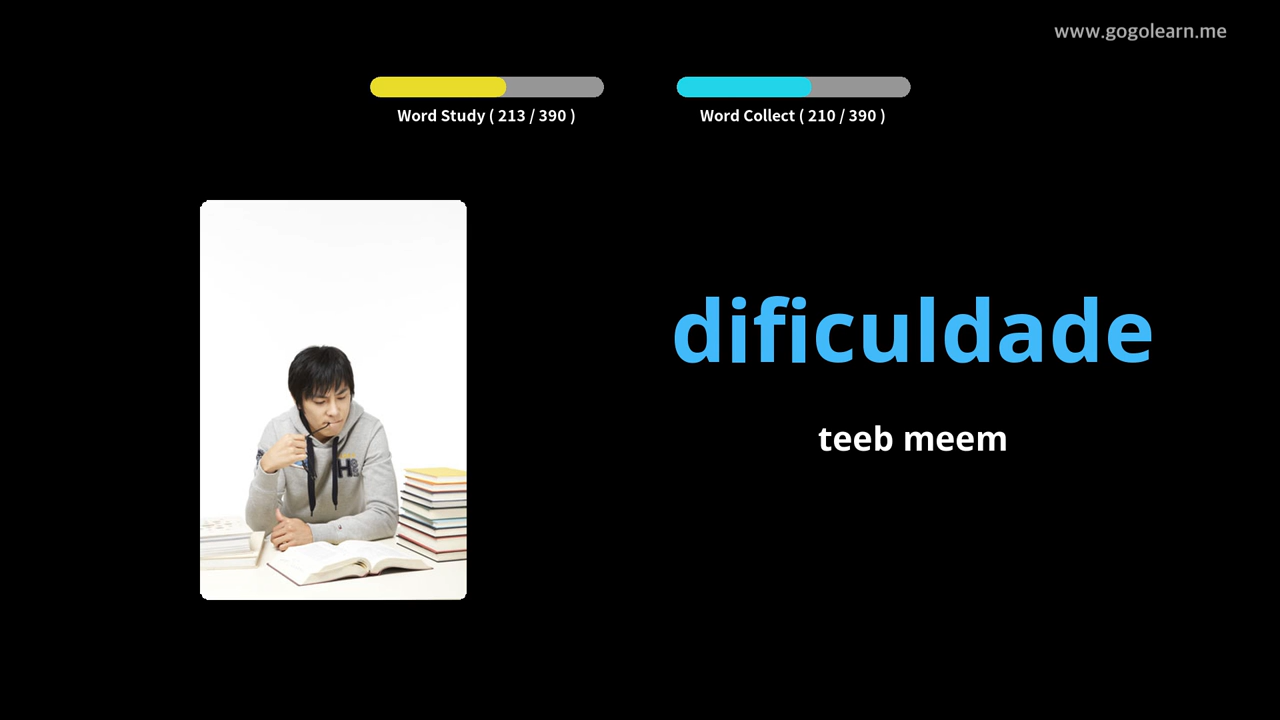 www.gogolearn.me
Word Study ( 213 / 390 )
Word Collect ( 210 / 390 )
dificuldade
teeb meem
H